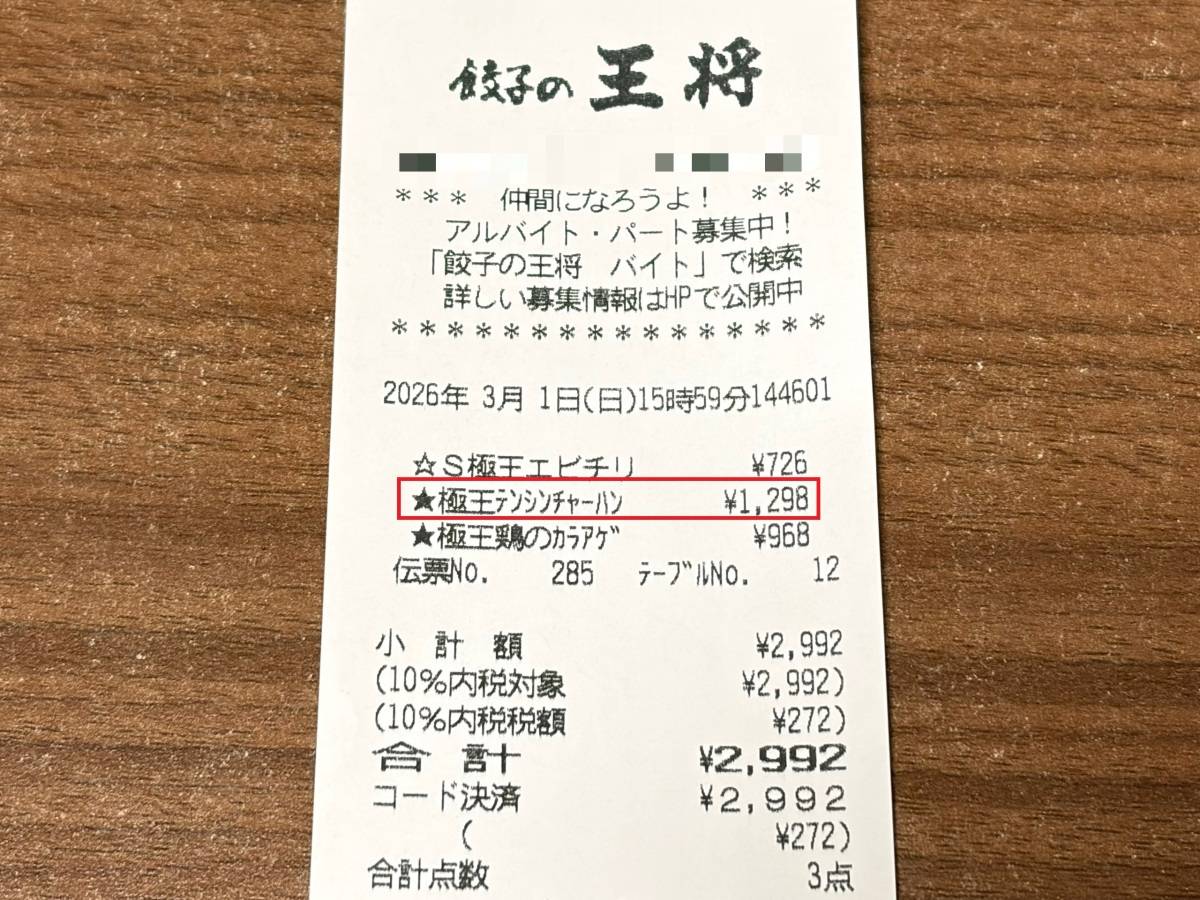 餃子の 王将
*** 仲間になろうよ! ***
アルバイト・パート募集中!
「餃子の王将 バイト」で検索
詳しい募集情報はHPで公開中
****************
2026年 3月 1日(日)15時59分144601
☆S極王エビチリ ¥726
★極王テンシンチャーハン ¥1,298
★極王鶏のカラアゲ ¥968
伝票No. 285 テーブルNo. 12
小 計 額 ¥2,992
(10%内税対象 ¥2,992)
(10%内税税額 ¥272)
合 計 ¥2,992
コード決済 ¥2,992
( ¥272)
合計点数 3点